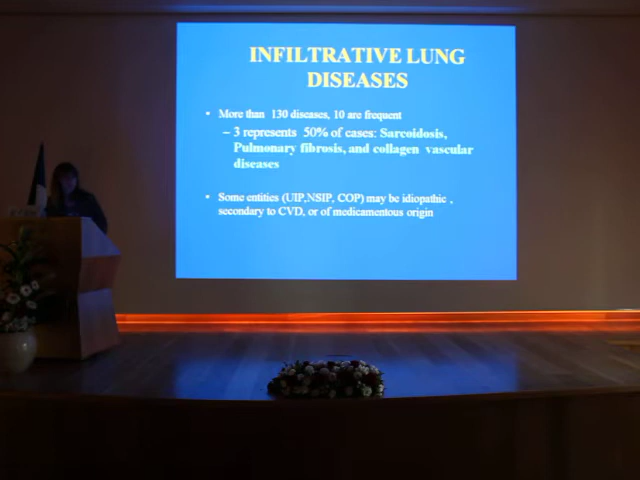 INFILTRATIVE LUNG
DISEASES
• More than 130 diseases, 10 are frequent
– 3 represents 50% of cases: Sarcoidosis,
Pulmonary fibrosis, and collagen vascular
diseases
• Some entities (UIP,NSIP, COP) may be idiopathic ,
secondary to CVD, or of medicamentous origin